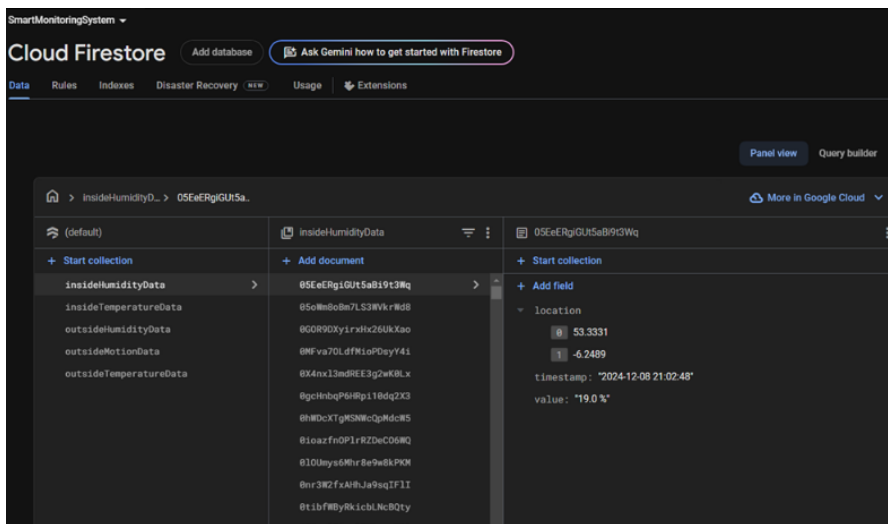 SmartMonitoringSystem
Cloud Firestore
Add database
Ask Gemini how to get started with Firestore
Data
Rules
Indexes
Disaster Recovery
NEW
Usage
Extensions
Panel view
Query builder
> insideHumidityD... > 05EeERgiGUt5a..
More in Google Cloud
(default)
insideHumidityData
05EeERgiGUt5aBi9t3Wq
+ Start collection
+ Add document
+ Start collection
insideHumidityData
insideTemperatureData
outsideHumidityData
outsideMotionData
outsideTemperatureData
05EeERgiGUt5aBi9t3Wq
05oWm8oBm7LS3WVkrWd8
0GOR9DXyirxHx26UkXao
0MFva7OLdfMioPDsyY4i
0X4nxl3mdREE3g2wK0Lx
0gcHnbqP6HRpi10dq2X3
0hWDcXTgMSNWcQpMdcW5
0ioazfnOPlrRZDeCO6WQ
0lOUmys6Mhr8e9w8kPKM
0nr3W2fxAHhJa9sqIFlI
0tibfWByRkicbLNcBQty
+ Add field
location
0 53.3331
1 -6.2489
timestamp: "2024-12-08 21:02:48"
value: "19.0 %"